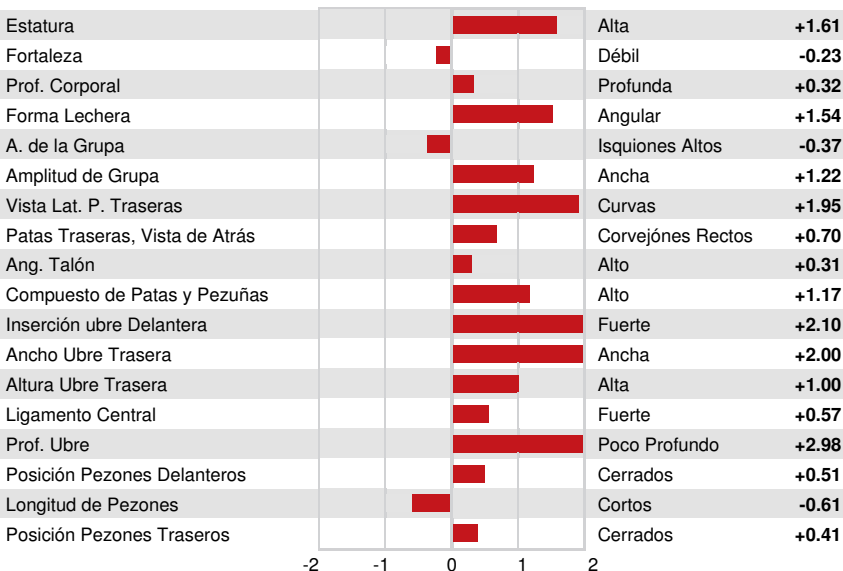 Estatura Alta +1.61
Fortaleza Débil -0.23
Prof. Corporal Profunda +0.32
Forma Lechera Angular +1.54
A. de la Grupa Isquiones Altos -0.37
Amplitud de Grupa Ancha +1.22
Vista Lat. P. Traseras Curvas +1.95
Patas Traseras, Vista de Atrás Corvejónes Rectos +0.70
Ang. Talón Alto +0.31
Compuesto de Patas y Pezuñas Alto +1.17
Inserción ubre Delantera Fuerte +2.10
Ancho Ubre Trasera Ancha +2.00
Altura Ubre Trasera Alta +1.00
Ligamento Central Fuerte +0.57
Prof. Ubre Poco Profundo +2.98
Posición Pezones Delanteros Cerrados +0.51
Longitud de Pezones Cortos -0.61
Posición Pezones Traseros Cerrados +0.41
-2 -1 0 1 2